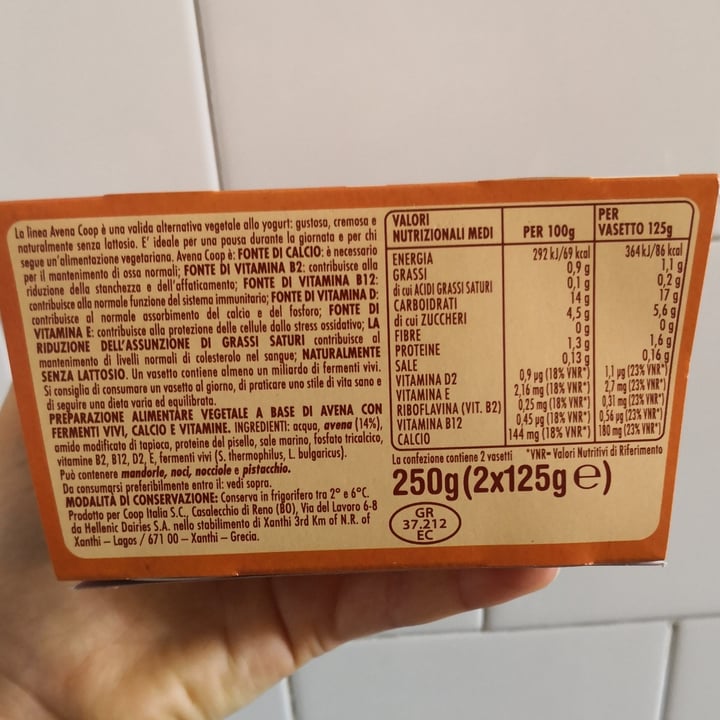 La linea Avena Coop è una valida alternativa vegetale allo yogurt: gustosa, cremosa e
naturalmente senza lattosio. E' ideale per una pausa durante la giornata e per chi
segue un'alimentazione vegetariana. Avena Coop è: FONTE DI CALCIO: è necessario
per il mantenimento di ossa normali; FONTE DI VITAMINA B2: contribuisce alla
riduzione della stanchezza e dell'affaticamento; FONTE DI VITAMINA B12:
contribuisce alla normale funzione del sistema immunitario; FONTE DI VITAMINA D:
contribuisce al normale assorbimento del calcio e del fosforo; FONTE DI
VITAMINA E: contribuisce alla protezione delle cellule dallo stress ossidativo; LA
RIDUZIONE DELL'ASSUNZIONE DI GRASSI SATURI contribuisce al
mantenimento di livelli normali di colesterolo nel sangue; NATURALMENTE
SENZA LATTOSIO. Un vasetto contiene almeno un miliardo di fermenti vivi.
Si consiglia di consumare un vasetto al giorno, di praticare uno stile di vita sano e
di seguire una dieta varia ed equilibrata.
PREPARAZIONE ALIMENTARE VEGETALE A BASE DI AVENA CON
FERMENTI VIVI, CALCIO E VITAMINE. INGREDIENTI: acqua, avena (14%),
amido modificato di tapioca, proteine del pisello, sale marino, fosfato tricalcico,
vitamine B2, B12, D2, E, fermenti vivi (S. thermophilus, L. bulgaricus).
Può contenere mandorle, noci, nocciole e pistacchio.
Da consumarsi preferibilmente entro il: vedi sopra.
MODALITÀ DI CONSERVAZIONE: Conserva in frigorifero tra 2° e 6°C.
Prodotto per Coop Italia S.C., Casalecchio di Reno (BO), Via del Lavoro 6-8
da Hellenic Dairies S.A. nello stabilimento di Xanthi 3rd Km of N.R. of
Xanthi – Lagos / 671 00 – Xanthi – Grecia.
VALORI NUTRIZIONALI MEDI PER 100g PER VASETTO 125g
ENERGIA 292 kJ/69 kcal 364 kJ/86 kcal
GRASSI 0,9 g 1,1 g
di cui ACIDI GRASSI SATURI 0,1 g 0,2 g
CARBOIDRATI 14 g 17 g
di cui ZUCCHERI 4,5 g 5,6 g
FIBRE 0 g 0 g
PROTEINE 1,3 g 1,6 g
SALE 0,13 g 0,16 g
VITAMINA D2 0,9 µg (18% VNR*) 1,1 µg (23% VNR*)
VITAMINA E 2,16 mg (18% VNR*) 2,7 mg (23% VNR*)
RIBOFLAVINA (VIT. B2) 0,25 mg (18% VNR*) 0,31 mg (23% VNR*)
VITAMINA B12 0,45 µg (18% VNR*) 0,56 µg (23% VNR*)
CALCIO 144 mg (18% VNR*) 180 mg (23% VNR*)
La confezione contiene 2 vasetti *VNR= Valori Nutritivi di Riferimento
250g (2x125g e)
GR
37.212
EC